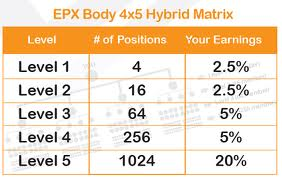 EPX Body 4x5 Hybrid Matrix
Level # of Positions Your Earnings
Level 1 4 2.5%
Level 2 16 2.5%
Level 3 64 5%
Level 4 256 5%
Level 5 1024 20%